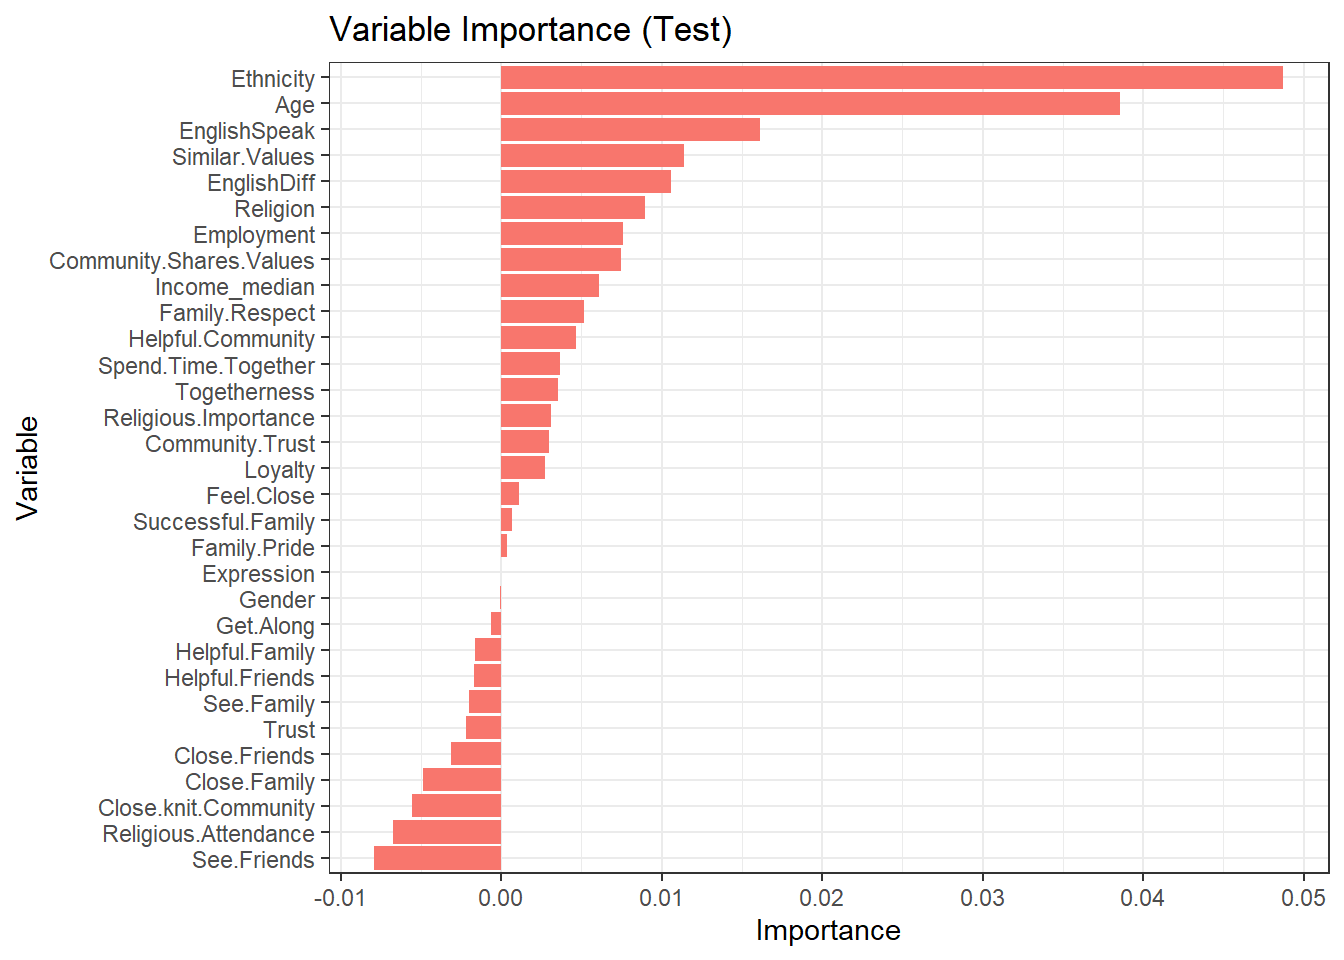 Variable Importance (Test)
Ethnicity
Age
EnglishSpeak
Similar.Values
EnglishDiff
Religion
Employment
Community.Shares.Values
Income_median
Family.Respect
Helpful.Community
Spend.Time.Together
Togetherness
Religious.Importance
Community.Trust
Loyalty
Feel.Close
Successful.Family
Family.Pride
Expression
Gender
Get.Along
Helpful.Family
Helpful.Friends
See.Family
Trust
Close.Friends
Close.Family
Close.knit.Community
Religious.Attendance
See.Friends
Variable
-0.01 0.00 0.01 0.02 0.03 0.04 0.05
Importance